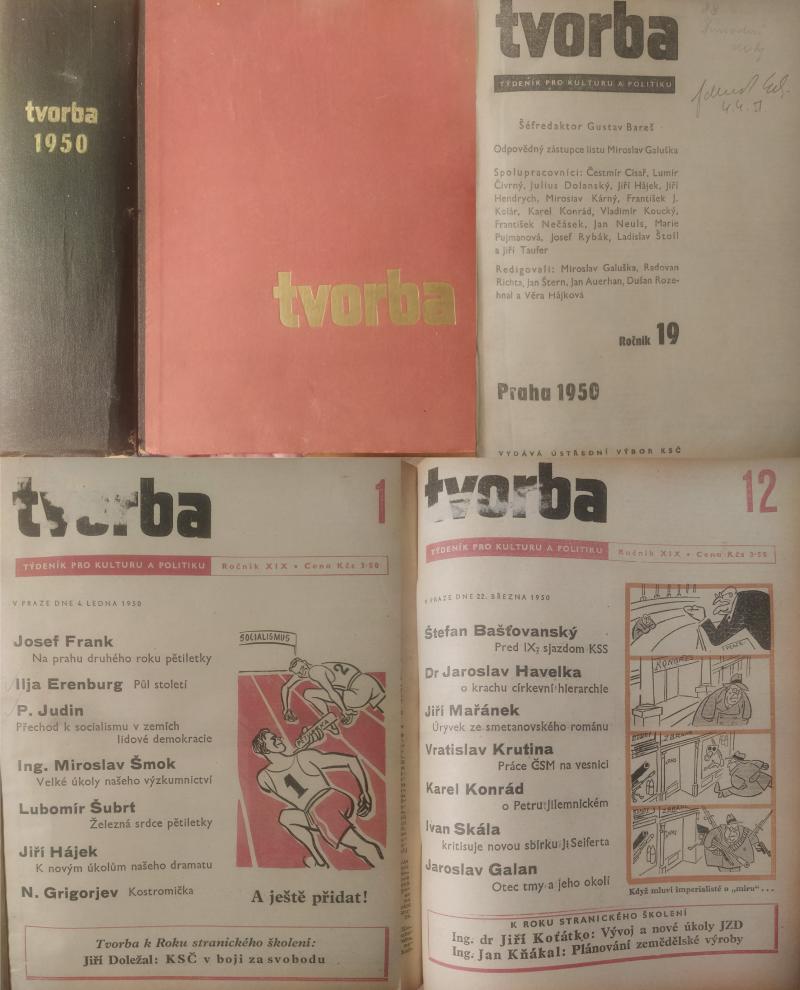 tvorba
1950
tvorba
tvorba
TÝDENÍK PRO KULTURU A POLITIKU
Šéfredaktor Gustav Bareš
Odpovědný zástupce listu Miroslav Galuška
Spolupracovníci: Čestmír Císař, Lumír
Čivrný, Julius Dolanský, Jiří Hájek, Jiří
Hendrych, Miroslav Kárný, František J.
Kolár, Karel Konrád, Vladimír Koucký,
František Nečásek, Jan Neuls, Marie
Pujmanová, Josef Rybák, Ladislav Štoll
a Jiří Taufer
Redigovali: Miroslav Galuška, Radovan
Richta, Jan Štern, Jan Auerhan, Dušan Roze-
hnal a Věra Hájková
Ročník 19
Praha 1950
VYDÁVÁ ÚSTŘEDNÍ VÝBOR KSČ
tvorba
1
TÝDENÍK PRO KULTURU A POLITIKU
Ročník XIX • Cena Kčs 3·50
V PRAZE DNE 4. LEDNA 1950
Josef Frank
Na prahu druhého roku pětiletky
Ilja Erenburg Půl století
P. Judin
Přechod k socialismu v zemích
lidové demokracie
Ing. Miroslav Šmok
Velké úkoly našeho výzkumnictví
Lubomír Šubrt
Železná srdce pětiletky
Jiří Hájek
K novým úkolům našeho dramatu
N. Grigorjev Kostromička
SOCIALISMUS
2
1
A ještě přidat!
Tvorba k Roku stranického školení:
Jiří Doležal: KSČ v boji za svobodu
tvorba
12
TÝDENÍK PRO KULTURU A POLITIKU
Ročník XIX • Cena Kčs 3·50
V PRAZE DNE 22. BŘEZNA 1950
Štefan Bašťovanský
Pred IX. sjazdom KSS
Dr Jaroslav Havelka
o krachu církevní hierarchie
Jiří Mařánek
Úryvek ze smetanovského románu
Vratislav Krutina
Práce ČSM na vesnici
Karel Konrád
o Petru Jilemnickém
Ivan Skála
kritisuje novou sbírku J. Seiferta
Jaroslav Galan
Otec tmy a jeho okolí
KONGRES
Když mluví imperialisté o „míru“...
K ROKU STRANICKÉHO ŠKOLENÍ
Ing. dr Jiří Koťátko: Vývoj a nové úkoly JZD
Ing. Jan Kňákal: Plánování zemědělské výroby